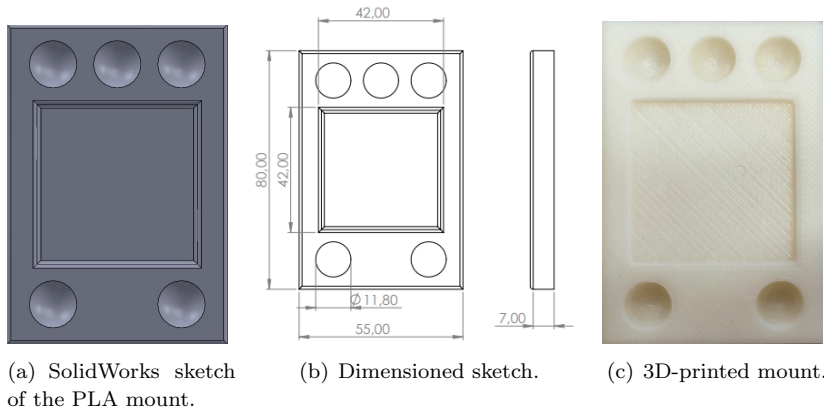 42,00
80,00
42,00
Ø11,80
55,00
7,00
(a) SolidWorks sketch
of the PLA mount.
(b) Dimensioned sketch.
(c) 3D-printed mount.